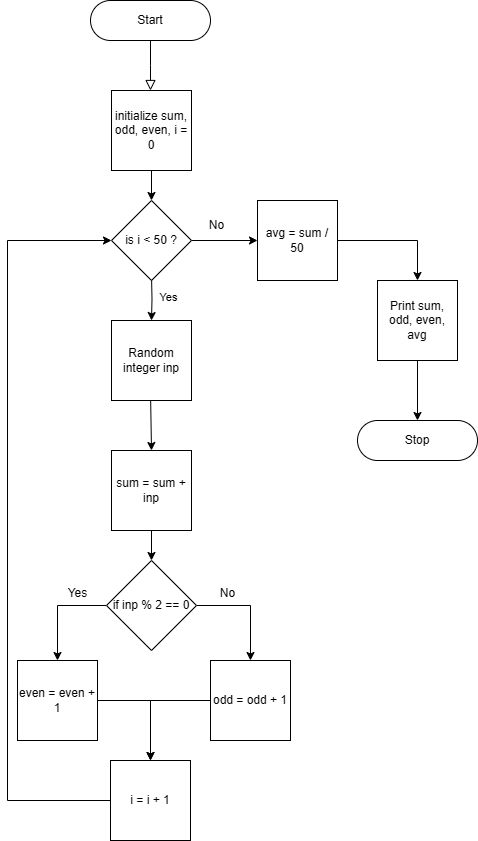 Start
initialize sum,
odd, even, i =
0
is i < 50 ?
No
avg = sum /
50
Yes
Print sum,
odd, even,
avg
Random
integer inp
Stop
sum = sum +
inp
Yes
No
if inp % 2 == 0
even = even +
1
odd = odd + 1
i = i + 1